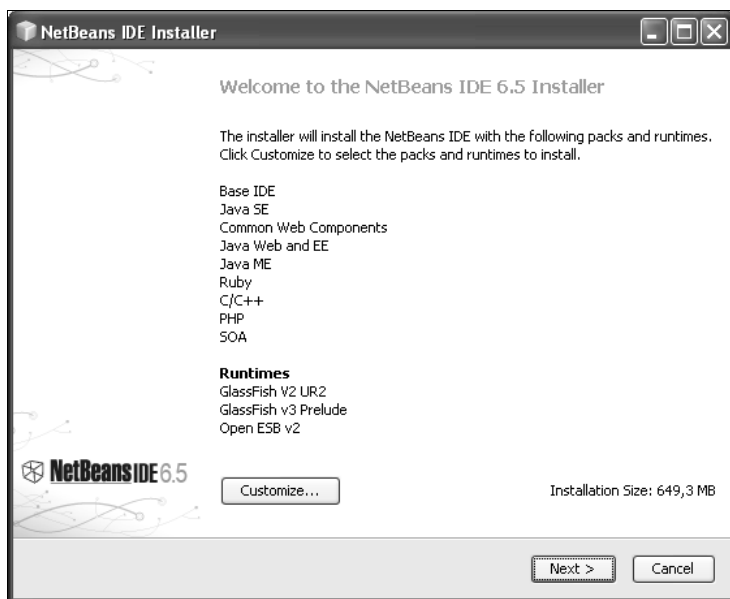 NetBeans IDE Installer
Welcome to the NetBeans IDE 6.5 Installer
The installer will install the NetBeans IDE with the following packs and runtimes.
Click Customize to select the packs and runtimes to install.
Base IDE
Java SE
Common Web Components
Java Web and EE
Java ME
Ruby
C/C++
PHP
SOA
Runtimes
GlassFish V2 UR2
GlassFish v3 Prelude
Open ESB v2
NetBeans IDE 6.5
Customize...
Installation Size: 649,3 MB
Next >
Cancel